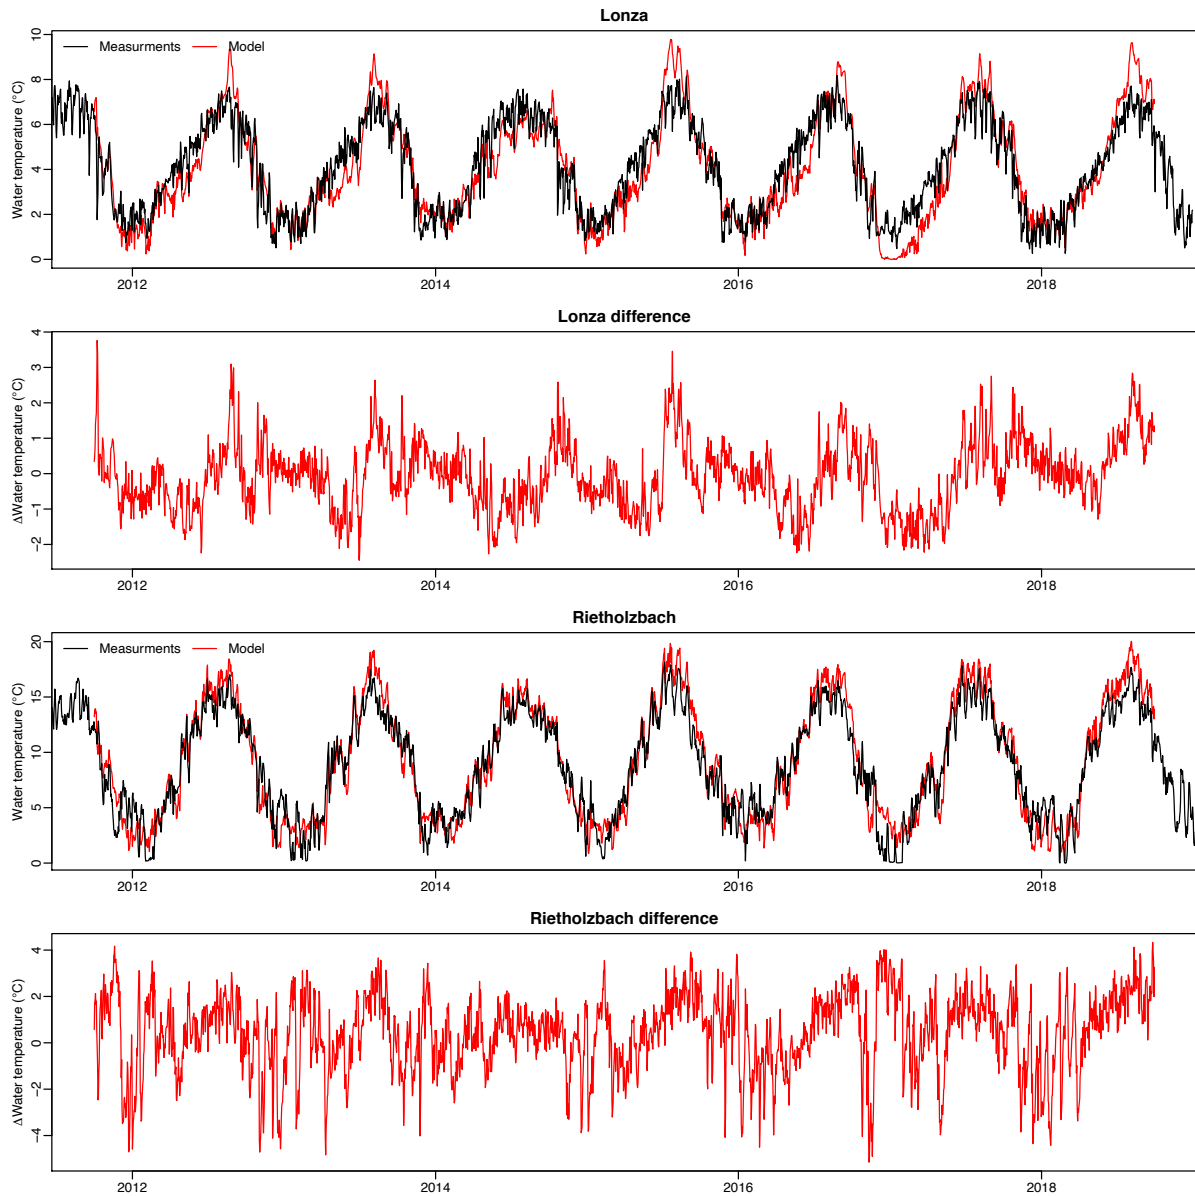 Lonza
Measurments Model
Water temperature (°C)
10
8
6
4
2
0
2012 2014 2016 2018
Lonza difference
ΔWater temperature (°C)
4
3
2
1
0
−1
−2
2012 2014 2016 2018
Rietholzbach
Measurments Model
Water temperature (°C)
20
15
10
5
0
2012 2014 2016 2018
Rietholzbach difference
Δ Water temperature (°C)
4
2
0
−2
−4
2012 2014 2016 2018